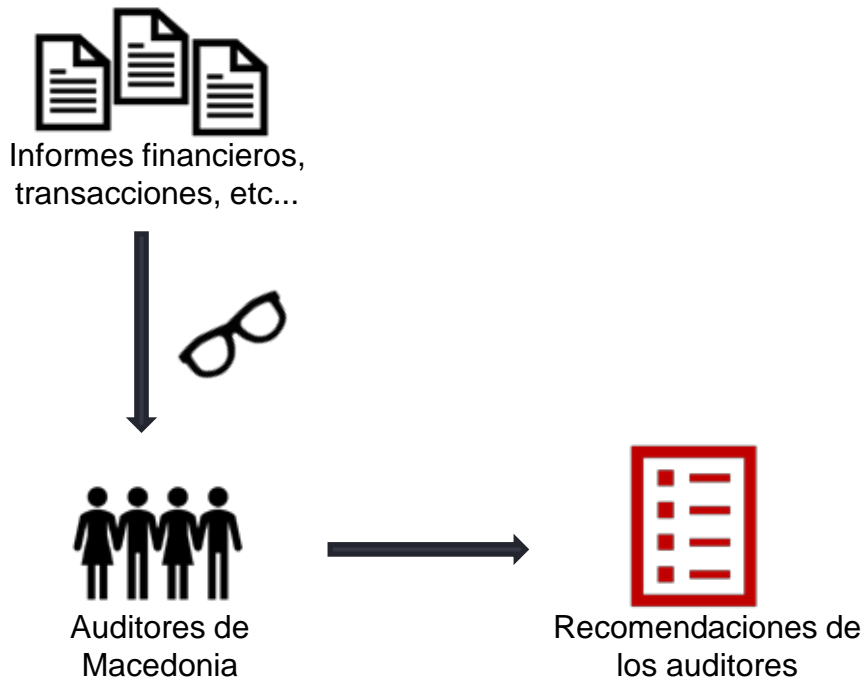 Informes financieros,
transacciones, etc...
Auditores de
Macedonia
Recomendaciones de
los auditores